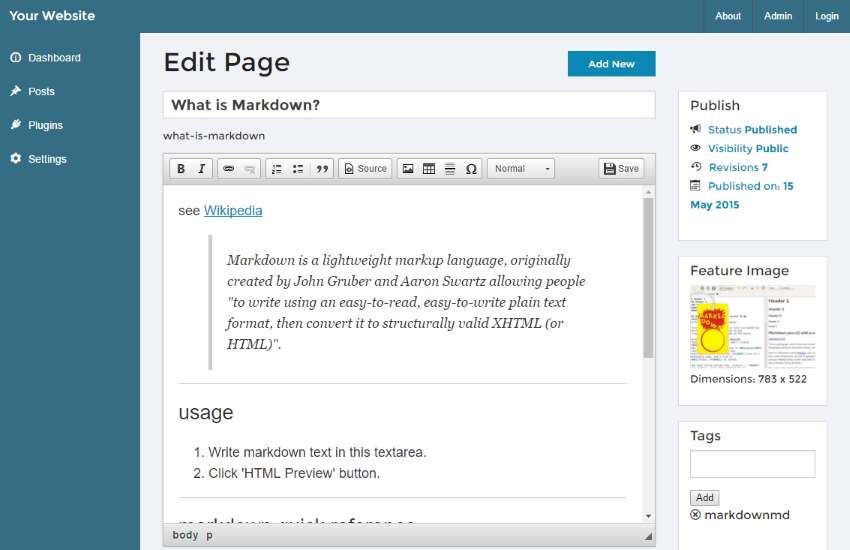 Your Website
About
Admin
Login
Dashboard
Posts
Plugins
Settings
Edit Page
Add New
What is Markdown?
what-is-markdown
B I Source Ω Normal Save
see Wikipedia
Markdown is a lightweight markup language, originally
created by John Gruber and Aaron Swartz allowing people
"to write using an easy-to-read, easy-to-write plain text
format, then convert it to structurally valid XHTML (or
HTML)".
usage
1. Write markdown text in this textarea.
2. Click 'HTML Preview' button.
markdown quick reference
body p
Publish
Status Published
Visibility Public
Revisions 7
Published on: 15
May 2015
Feature Image
Header 1
Dimensions: 783 x 522
Tags
Add
markdownmd